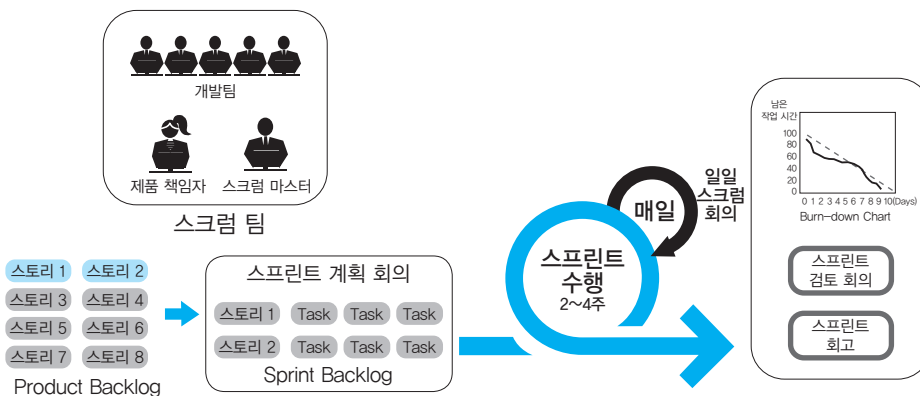 개발팀
제품 책임자
스크럼 마스터
스크럼 팀
스토리 1
스토리 2
스토리 3
스토리 4
스토리 5
스토리 6
스토리 7
스토리 8
Product Backlog
스프린트 계획 회의
스토리 1 Task Task Task
스토리 2 Task Task Task
Sprint Backlog
스프린트
수행
2~4주
매일
일일
스크럼
회의
남은
작업 시간
100
80
60
40
20
0
0 1 2 3 4 5 6 7 8 9 10(Days)
Burn-down Chart
스프린트
검토 회의
스프린트
회고